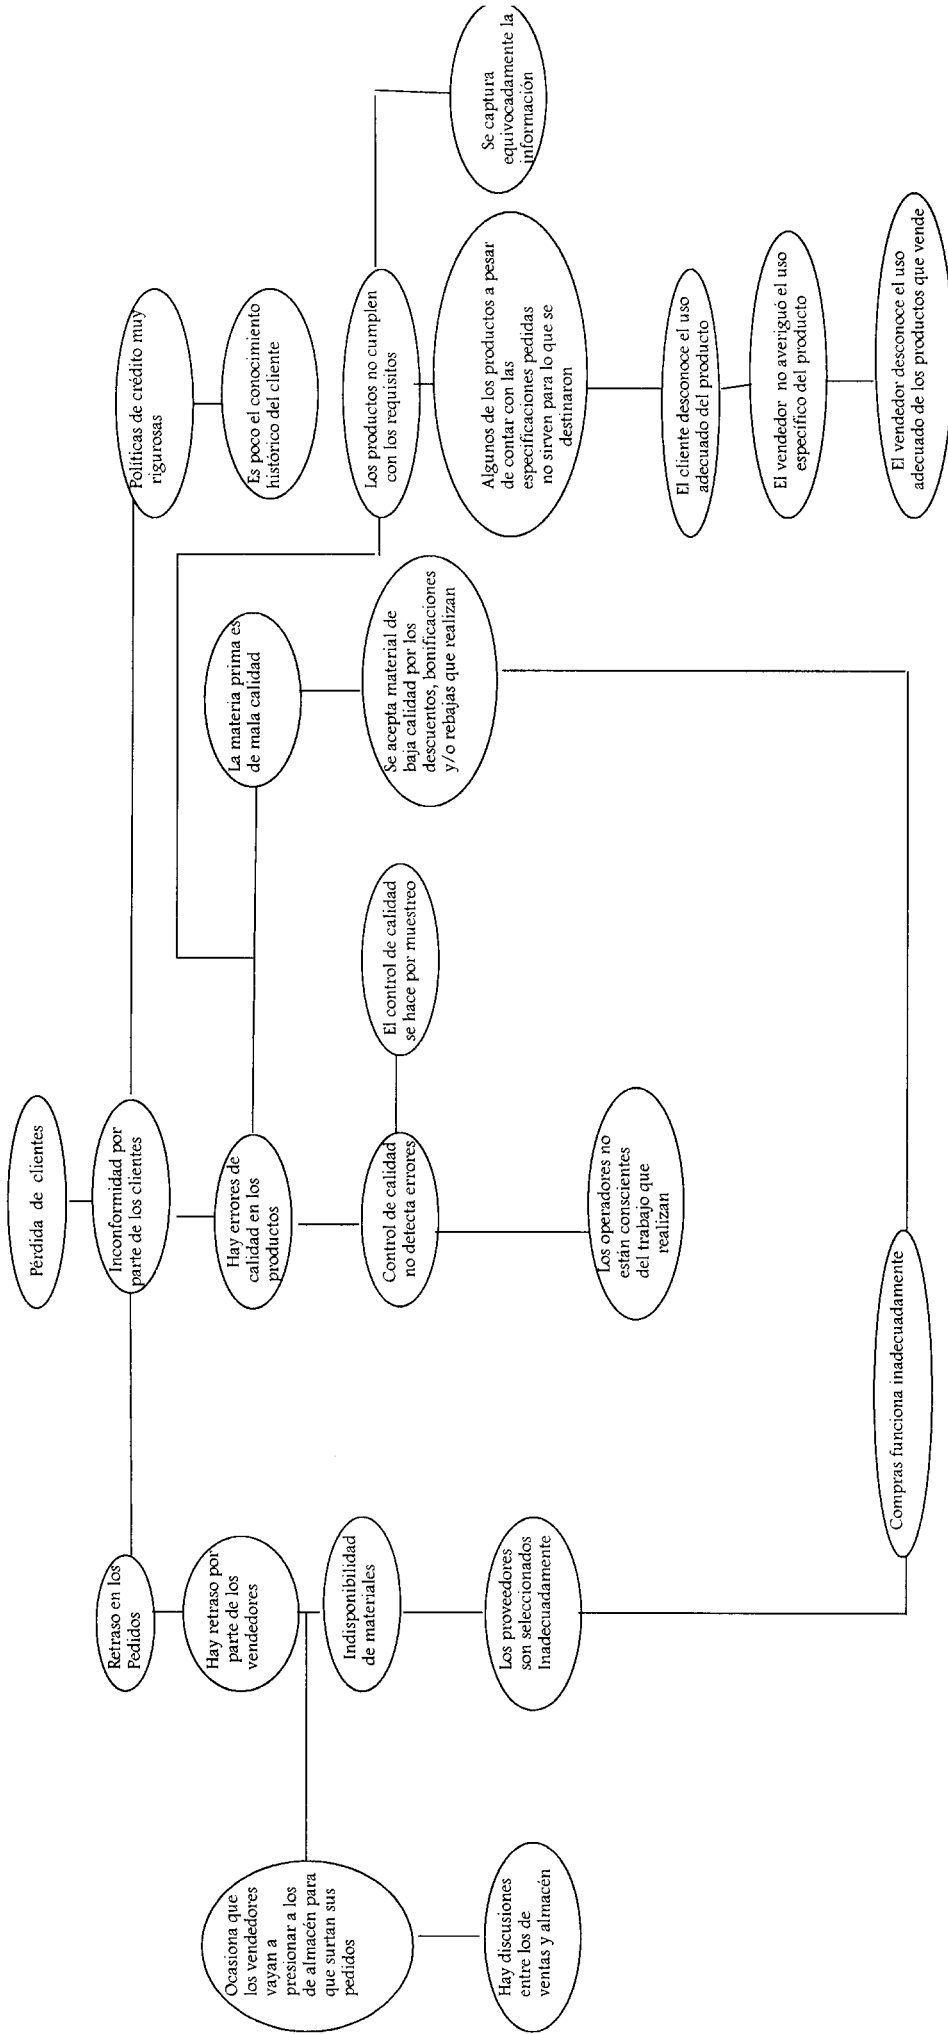 Pérdida de clientes
Inconformidad por
parte de los clientes
Retraso en los
Pedidos
Hay retraso por
parte de los
vendedores
Ocasiona que
los vendedores
vayan a
presionar a los
de almacén para
que surtan sus
pedidos
Hay discusiones
entre los de
ventas y almacén
Indisponibilidad
de materiales
Los proveedores
son seleccionados
Inadecuadamente
Compras funciona inadecuadamente
Hay errores de
calidad en los
productos
Control de calidad
no detecta errores
El control de calidad
se hace por muestreo
Los operadores no
están conscientes
del trabajo que
realizan
La materia prima es
de mala calidad
Se acepta material de
baja calidad por los
descuentos, bonificaciones
y/o rebajas que realizan
Políticas de crédito muy
rigurosas
Es poco el conocimiento
histórico del cliente
Los productos no cumplen
con los requisitos
Algunos de los productos a pesar
de contar con las
especificaciones pedidas
no sirven para lo que se
destinaron
El cliente desconoce el uso
adecuado del producto
El vendedor no averiguó el uso
específico del producto
El vendedor desconoce el uso
adecuado de los productos que vende
Se captura
equivocadamente la
información